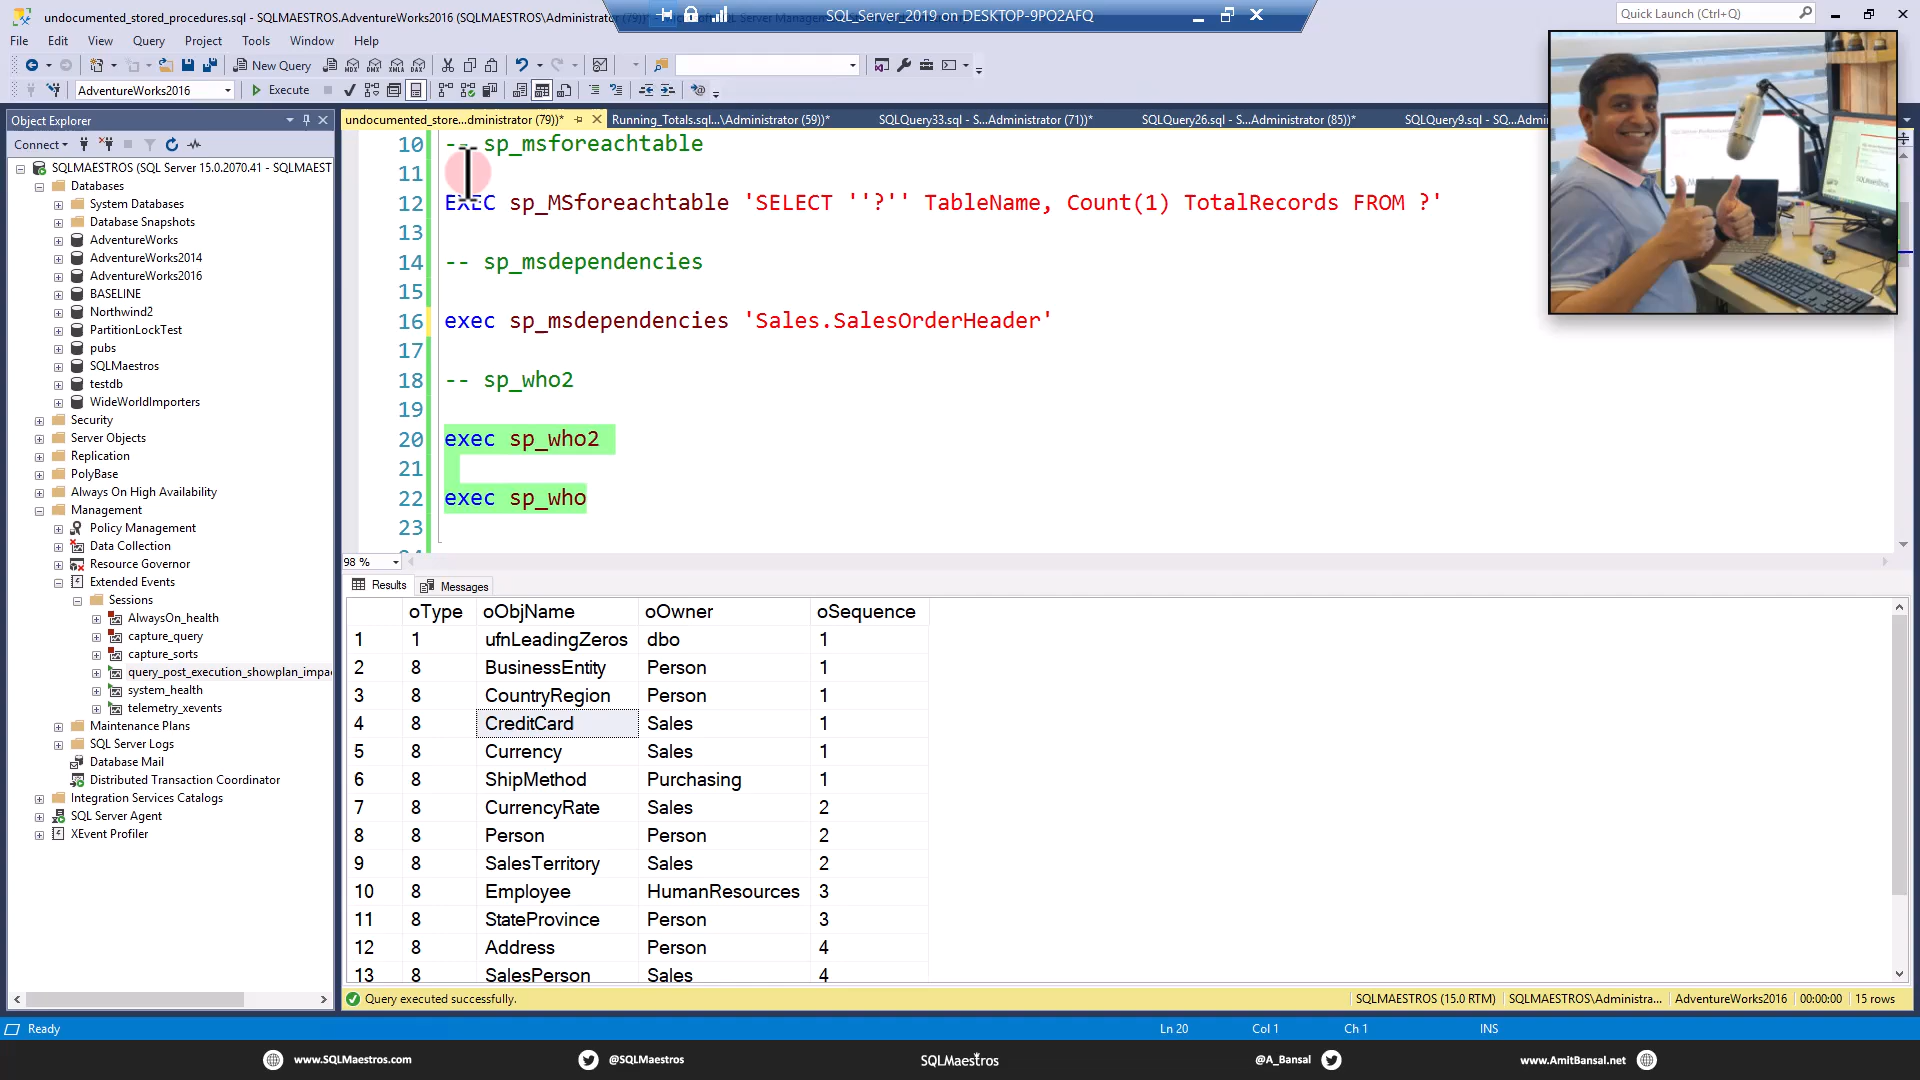 undocumented_stored_procedures.sql - SQLMAESTROS.AdventureWorks2016 (SQLMAESTROS\Administrator (79))*
SQL_Server_2019 on DESKTOP-9PO2AFQ
Quick Launch (Ctrl+Q)
File Edit View Query Project Tools Window Help
New Query
AdventureWorks2016 Execute
Object Explorer
Connect
SQLMAESTROS (SQL Server 15.0.2070.41 - SQLMAEST
Databases
System Databases
Database Snapshots
AdventureWorks
AdventureWorks2014
AdventureWorks2016
BASELINE
Northwind2
PartitionLockTest
pubs
SQLMaestros
testdb
WideWorldImporters
Security
Server Objects
Replication
PolyBase
Always On High Availability
Management
Policy Management
Data Collection
Resource Governor
Extended Events
Sessions
AlwaysOn_health
capture_query
capture_sorts
query_post_execution_showplan_impa
system_health
telemetry_xevents
Maintenance Plans
SQL Server Logs
Database Mail
Distributed Transaction Coordinator
Integration Services Catalogs
SQL Server Agent
XEvent Profiler
undocumented_store...dministrator (79))* Running_Totals.sql...\Administrator (59))* SQLQuery33.sql - S...Administrator (71))* SQLQuery26.sql - S...Administrator (85))* SQLQuery9.sql - SQ...Admin
10 -- sp_msforeachtable
11
12 EXEC sp_MSforeachtable 'SELECT ''?'' TableName, Count(1) TotalRecords FROM ?'
13
14 -- sp_msdependencies
15
16 exec sp_msdependencies 'Sales.SalesOrderHeader'
17
18 -- sp_who2
19
20 exec sp_who2
21
22 exec sp_who
23
98 %
Results Messages
oType oObjName oOwner oSequence
1 1 ufnLeadingZeros dbo 1
2 8 BusinessEntity Person 1
3 8 CountryRegion Person 1
4 8 CreditCard Sales 1
5 8 Currency Sales 1
6 8 ShipMethod Purchasing 1
7 8 CurrencyRate Sales 2
8 8 Person Person 2
9 8 SalesTerritory Sales 2
10 8 Employee HumanResources 3
11 8 StateProvince Person 3
12 8 Address Person 4
13 8 SalesPerson Sales 4
Query executed successfully. SQLMAESTROS (15.0 RTM) SQLMAESTROS\Administra... AdventureWorks2016 00:00:00 15 rows
Ready Ln 20 Col 1 Ch 1 INS
www.SQLMaestros.com @SQLMaestros SQLMaestros @A_Bansal www.AmitBansal.net